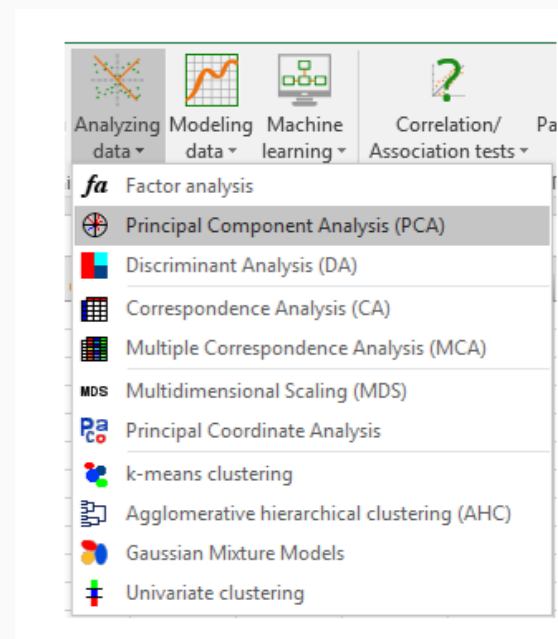 Analyzing data
Modeling data
Machine learning
Correlation/ Association tests
Pa
fa Factor analysis
Principal Component Analysis (PCA)
Discriminant Analysis (DA)
Correspondence Analysis (CA)
Multiple Correspondence Analysis (MCA)
MDS Multidimensional Scaling (MDS)
PaCo Principal Coordinate Analysis
k-means clustering
Agglomerative hierarchical clustering (AHC)
Gaussian Mixture Models
Univariate clustering